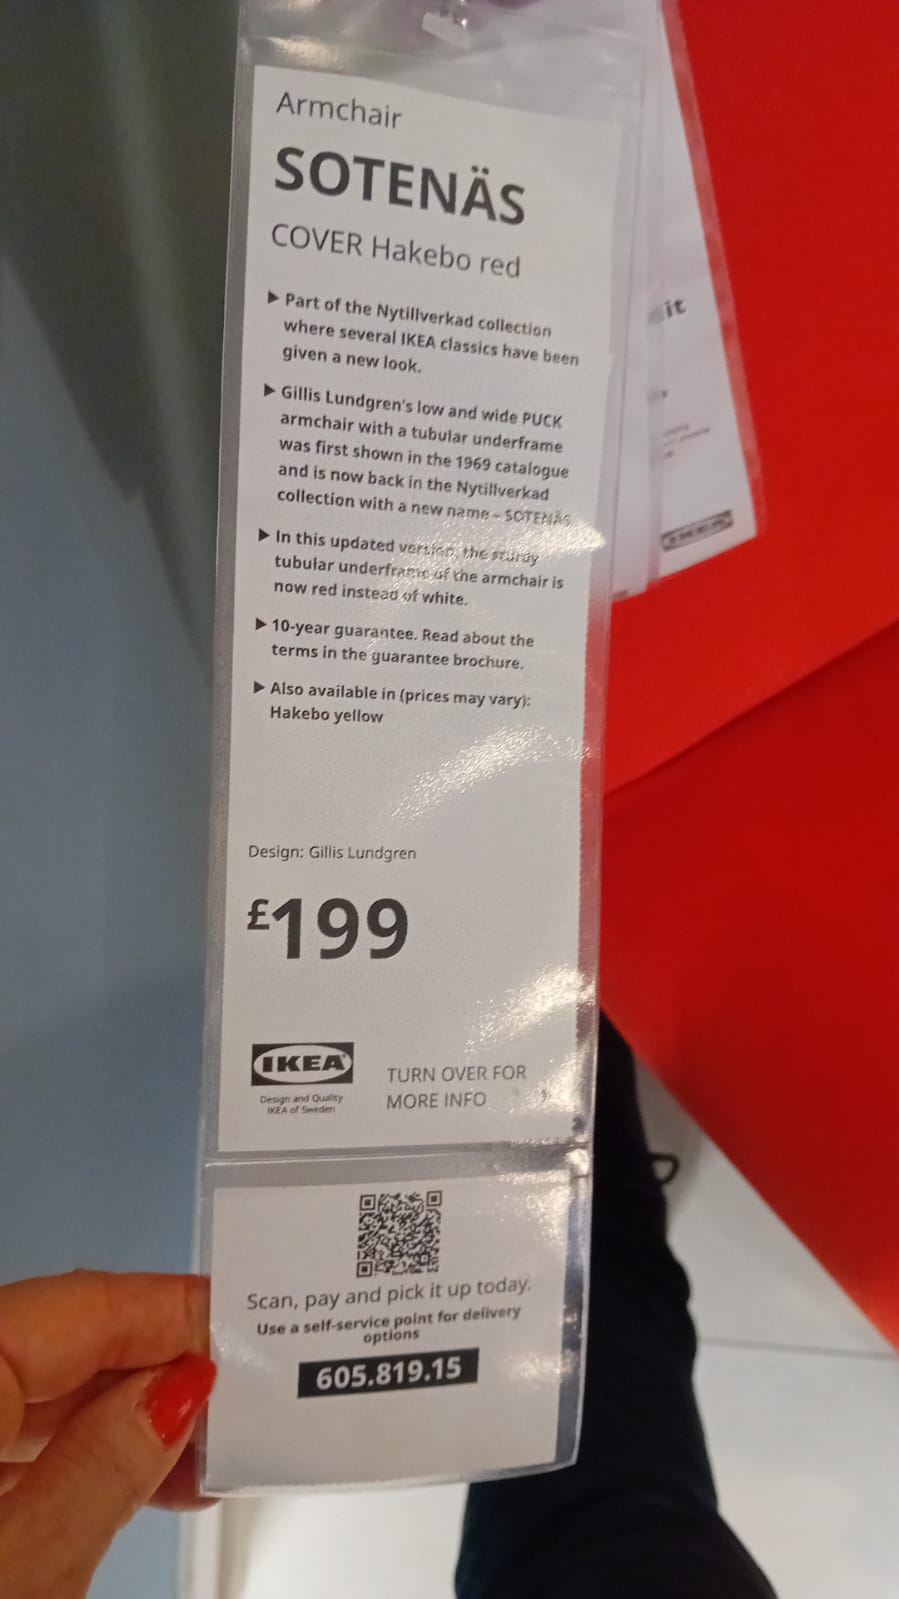 Armchair
SOTENÄS
COVER Hakebo red
▶ Part of the Nytillverkad collection
where several IKEA classics have been
given a new look.
▶ Gillis Lundgren's low and wide PUCK
armchair with a tubular underframe
was first shown in the 1969 catalogue
and is now back in the Nytillverkad
collection with a new name – SOTENÄS
▶ In this updated version, the sturdy
tubular underframe of the armchair is
now red instead of white.
▶ 10-year guarantee. Read about the
terms in the guarantee brochure.
▶ Also available in (prices may vary):
Hakebo yellow
Design: Gillis Lundgren
£199
IKEA
Design and Quality
IKEA of Sweden
TURN OVER FOR
MORE INFO
Scan, pay and pick it up today.
Use a self-service point for delivery
options
605.819.15
it